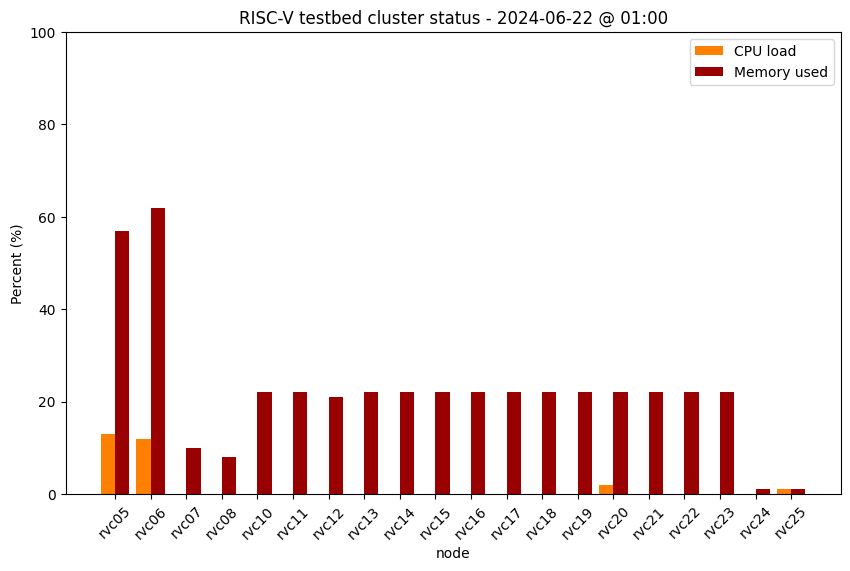 RISC-V testbed cluster status - 2024-06-22 @ 01:00
CPU load
Memory used
Percent (%)
100
80
60
40
20
0
rvc05
rvc06
rvc07
rvc08
rvc10
rvc11
rvc12
rvc13
rvc14
rvc15
rvc16
rvc17
rvc18
rvc19
rvc20
rvc21
rvc22
rvc23
rvc24
rvc25
node